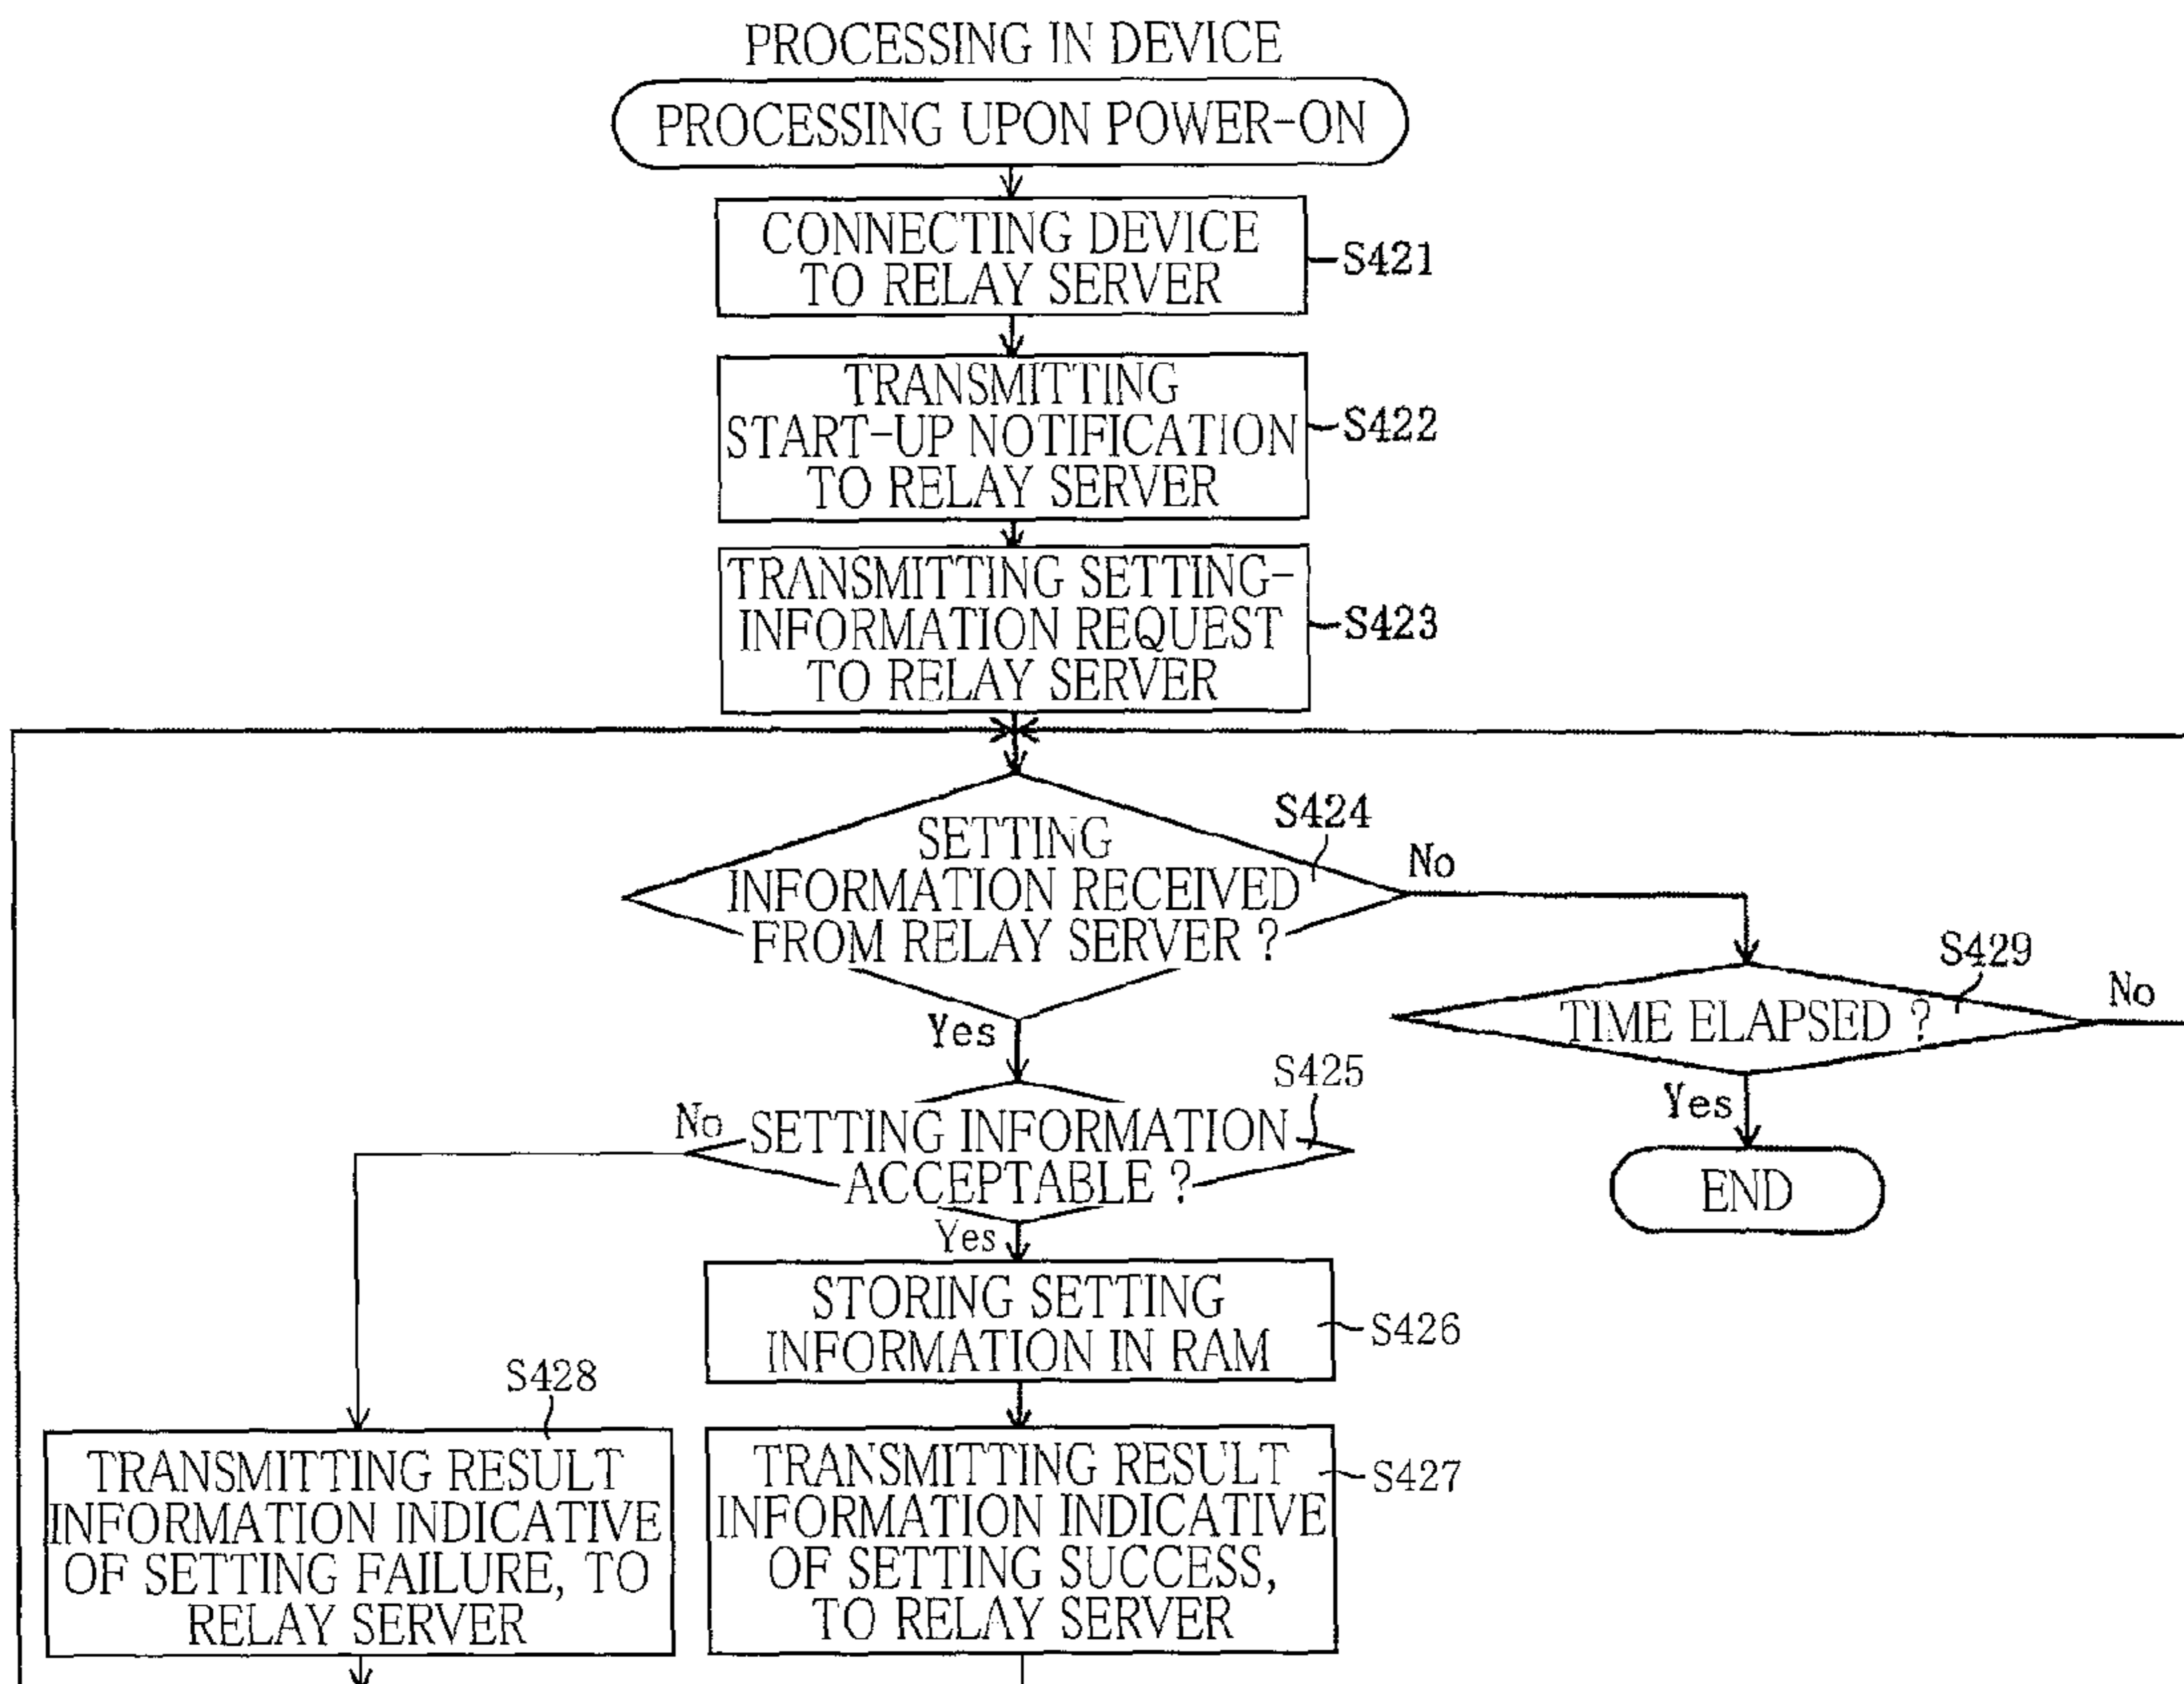 PROCESSING IN DEVICE
PROCESSING UPON POWER-ON
CONNECTING DEVICE
TO RELAY SERVER
S421
TRANSMITTING
START-UP NOTIFICATION
TO RELAY SERVER
S422
TRANSMITTING SETTING-
INFORMATION REQUEST
TO RELAY SERVER
S423
SETTING
INFORMATION RECEIVED
FROM RELAY SERVER ?
S424
No
Yes
S429
TIME ELAPSED ?
No
Yes
END
S425
No
SETTING INFORMATION
ACCEPTABLE ?
Yes
STORING SETTING
INFORMATION IN RAM
S426
S428
TRANSMITTING RESULT
INFORMATION INDICATIVE
OF SETTING FAILURE, TO
RELAY SERVER
TRANSMITTING RESULT
INFORMATION INDICATIVE
OF SETTING SUCCESS,
TO RELAY SERVER
S427